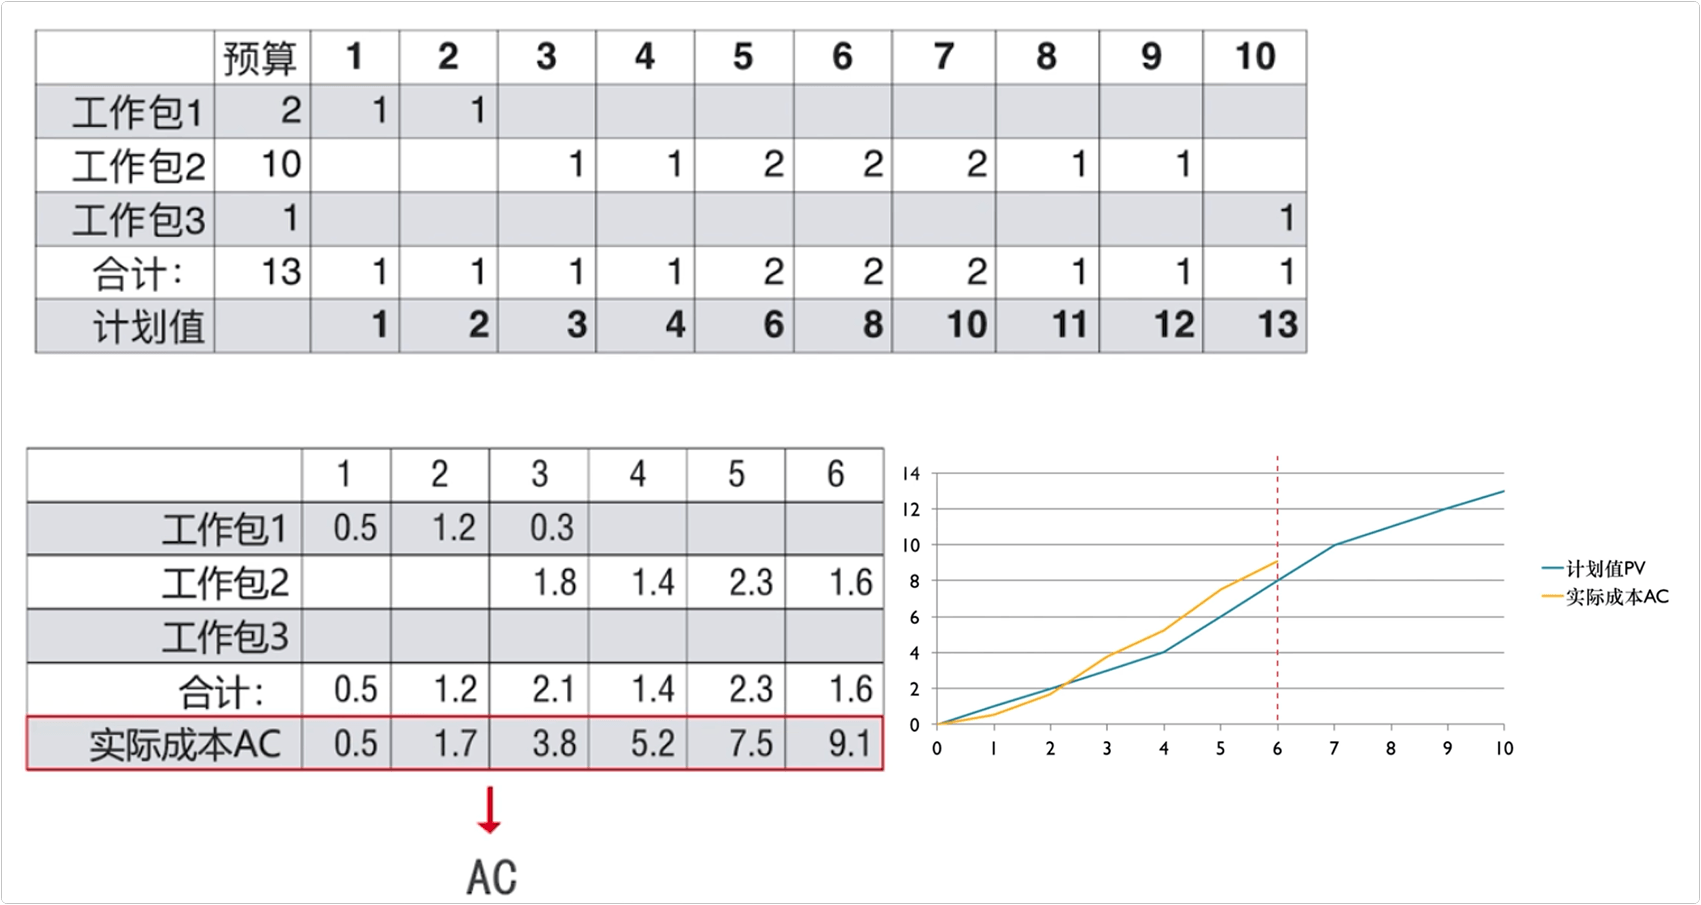 预算 1 2 3 4 5 6 7 8 9 10
工作包1 2 1 1
工作包2 10 1 1 2 2 2 1 1
工作包3 1 1
合计： 13 1 1 1 1 2 2 2 1 1 1
计划值 1 2 3 4 6 8 10 11 12 13
1 2 3 4 5 6
工作包1 0.5 1.2 0.3
工作包2 1.8 1.4 2.3 1.6
工作包3
合计： 0.5 1.2 2.1 1.4 2.3 1.6
实际成本AC 0.5 1.7 3.8 5.2 7.5 9.1
AC
14
12
10
8
6
4
2
0
0 1 2 3 4 5 6 7 8 9 10
计划值PV
实际成本AC